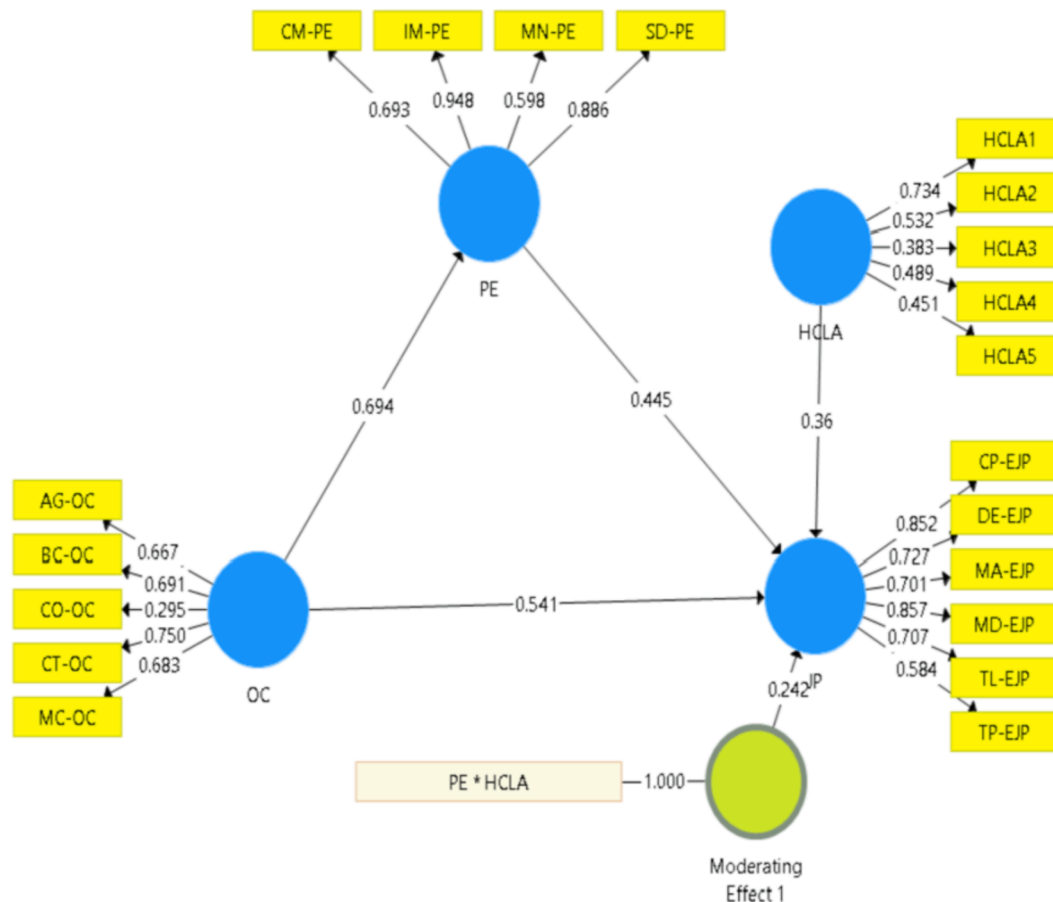 CM-PE
IM-PE
MN-PE
SD-PE
0.693
0.948
0.598
0.886
PE
HCLA1
HCLA2
HCLA3
HCLA4
HCLA5
0.734
0.532
0.383
0.489
0.451
HCLA
0.694
0.445
0.36
AG-OC
BC-OC
CO-OC
CT-OC
MC-OC
0.667
0.691
0.295
0.750
0.683
OC
0.541
CP-EJP
DE-EJP
MA-EJP
MD-EJP
TL-EJP
TP-EJP
0.852
0.727
0.701
0.857
0.707
0.584
JP
0.242
PE * HCLA
1.000
Moderating
Effect 1